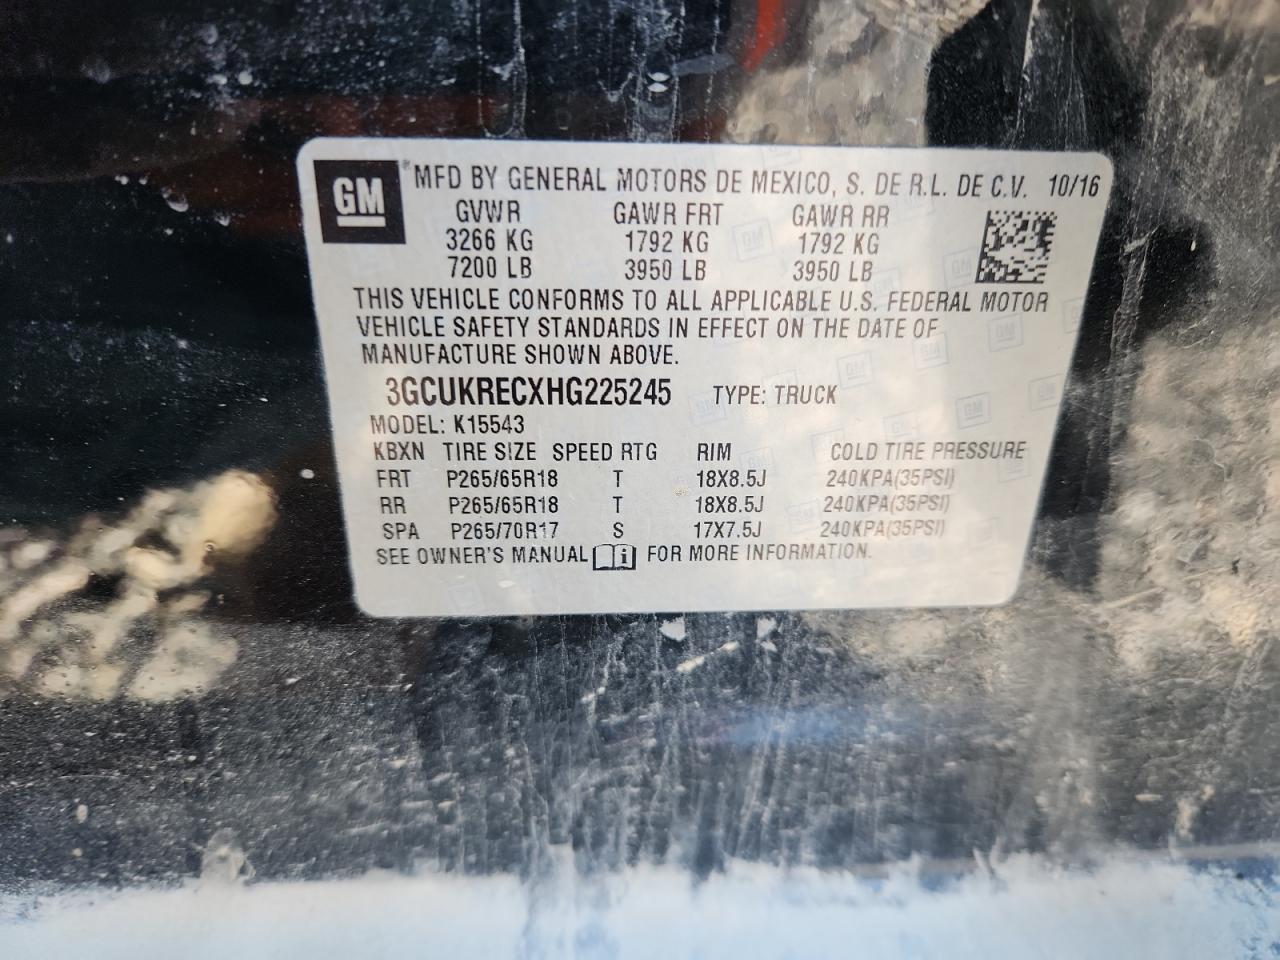 GM MFD BY GENERAL MOTORS DE MEXICO, S. DE R.L. DE C.V. 10/16
GVWR GAWR FRT GAWR RR
3266 KG 1792 KG 1792 KG
7200 LB 3950 LB 3950 LB
THIS VEHICLE CONFORMS TO ALL APPLICABLE U.S. FEDERAL MOTOR
VEHICLE SAFETY STANDARDS IN EFFECT ON THE DATE OF
MANUFACTURE SHOWN ABOVE.
3GCUKRECXHG225245 TYPE: TRUCK
MODEL: K15543
KBXN TIRE SIZE SPEED RTG RIM COLD TIRE PRESSURE
FRT P265/65R18 T 18X8.5J 240KPA(35PSI)
RR P265/65R18 T 18X8.5J 240KPA(35PSI)
SPA P265/70R17 S 17X7.5J 240KPA(35PSI)
SEE OWNER'S MANUAL FOR MORE INFORMATION.